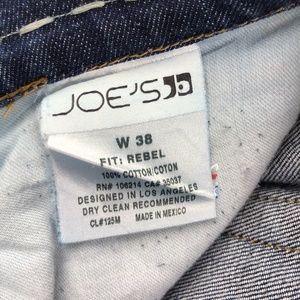 JOE'S
W 38
FIT: REBEL
100% COTTON/COTON
RN# 106214 CA# 35037
DESIGNED IN LOS ANGELES
DRY CLEAN RECOMMENDED
CL#125M MADE IN MEXICO